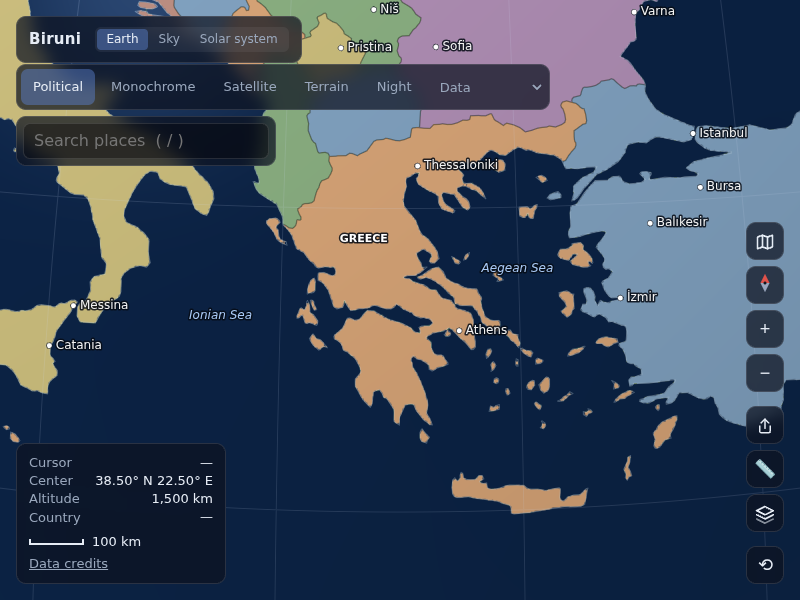 Niš
Varna
Biruni
Earth
Sky
Solar system
Pristina
Sofia
Political
Monochrome
Satellite
Terrain
Night
Data
Search places ( / )
Istanbul
Thessaloniki
Bursa
Balıkesir
GREECE
Aegean Sea
İzmir
Messina
Ionian Sea
Athens
Catania
Cursor —
Center 38.50° N 22.50° E
Altitude 1,500 km
Country —
100 km
Data credits
+
−